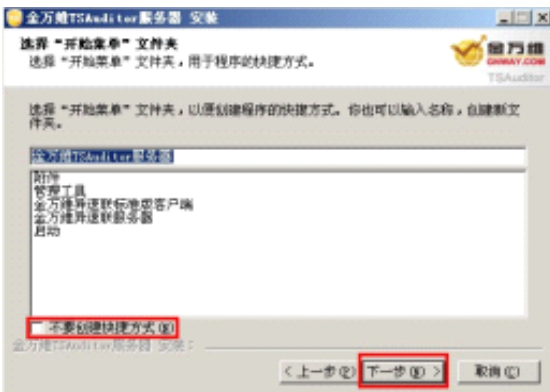 金万维TSAuditor服务器 安装
选择“开始菜单”文件夹
选择“开始菜单”文件夹，用于程序的快捷方式。
金万维
GNWAY.COM
TSAuditor
选择“开始菜单”文件夹，以便创建程序的快捷方式。你也可以输入名称，创建新文
件夹。
金万维TSAuditor服务器
附件
管理工具
金万维异速联标准版客户端
金万维异速联服务器
启动
不要创建快捷方式(N)
金万维TSAuditor服务器 安装
<上一步(P) 下一步(N) > 取消(C)